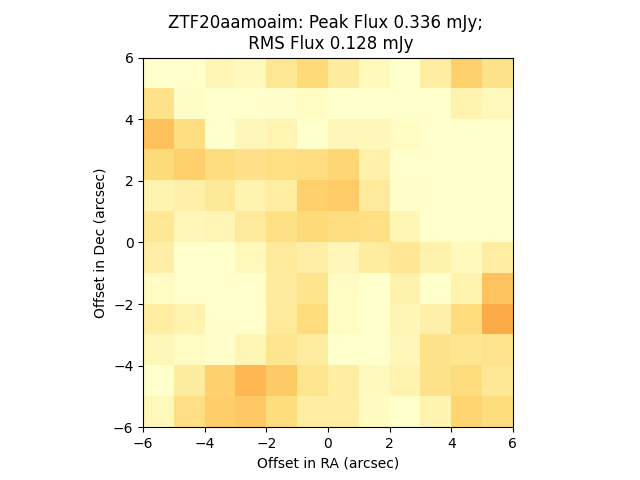 ZTF20aamoaim: Peak Flux 0.336 mJy;
RMS Flux 0.128 mJy
6
4
2
0
−2
−4
−6
Offset in Dec (arcsec)
−6 −4 −2 0 2 4 6
Offset in RA (arcsec)